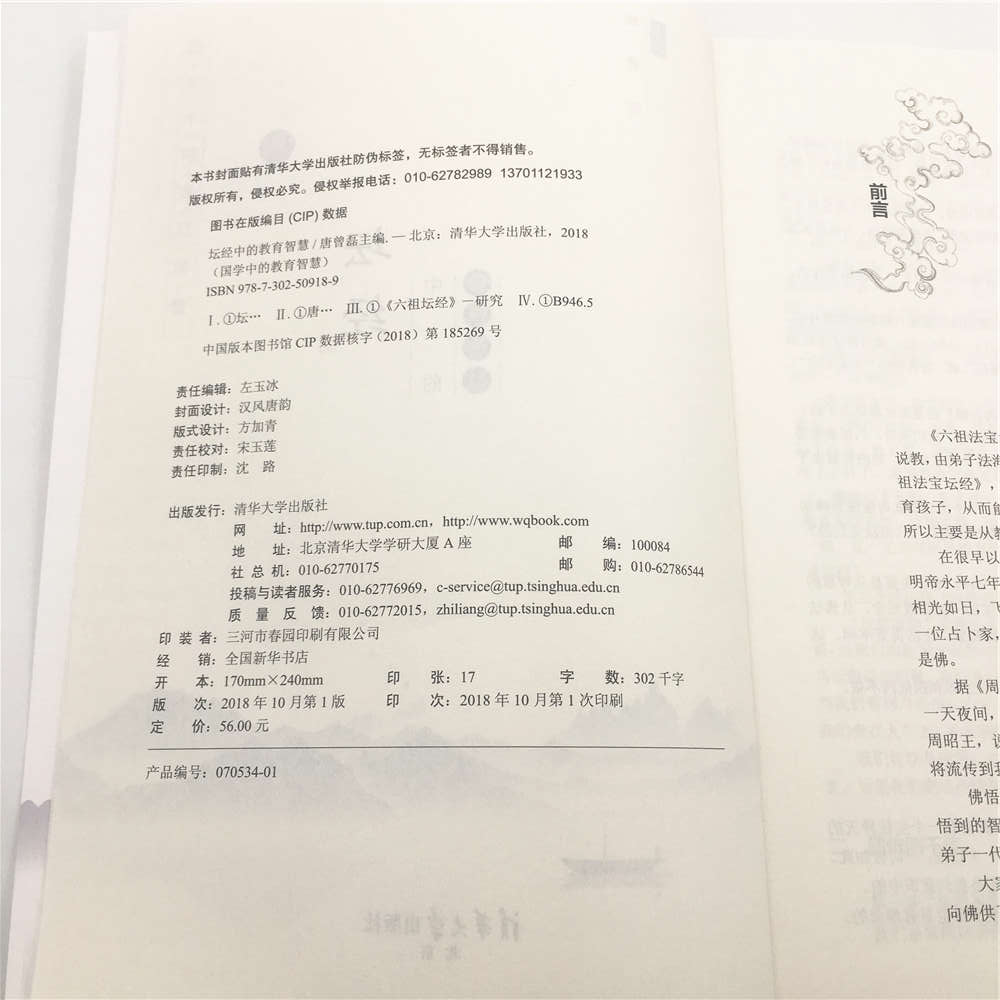 本书封面贴有清华大学出版社防伪标签，无标签者不得销售。
版权所有，侵权必究。侵权举报电话：010-62782989 13701121933
图书在版编目 (CIP) 数据
坛经中的教育智慧 / 唐曾磊主编. — 北京：清华大学出版社，2018
（国学中的教育智慧）
ISBN 978-7-302-50918-9
Ⅰ. ①坛… Ⅱ. ①唐… Ⅲ. ①《六祖坛经》－研究 Ⅳ. ①B946.5
中国版本图书馆 CIP 数据核字 (2018) 第 185269 号
责任编辑：左玉冰
封面设计：汉风唐韵
版式设计：方加青
责任校对：宋玉莲
责任印制：沈 路
出版发行：清华大学出版社
网 址：http://www.tup.com.cn，http://www.wqbook.com
地 址：北京清华大学学研大厦 A 座 邮 编：100084
社 总 机：010-62770175 邮 购：010-62786544
投稿与读者服务：010-62776969，c-service@tup.tsinghua.edu.cn
质 量 反 馈：010-62772015，zhiliang@tup.tsinghua.edu.cn
印 装 者：三河市春园印刷有限公司
经 销：全国新华书店
开 本：170mm×240mm 印 张：17 字 数：302 千字
版 次：2018 年 10 月第 1 版 印 次：2018 年 10 月第 1 次印刷
定 价：56.00 元
产品编号：070534-01
前言
《六祖法宝
说教，由弟子法海
祖法宝坛经》，
育孩子，从而能
所以主要是从教
在很早以
明帝永平七年
相光如日，飞
一位占卜家，
是佛。
据《周
一天夜间，
周昭王，说
将流传到我
佛悟
悟到的智
弟子一代
大家
向佛供